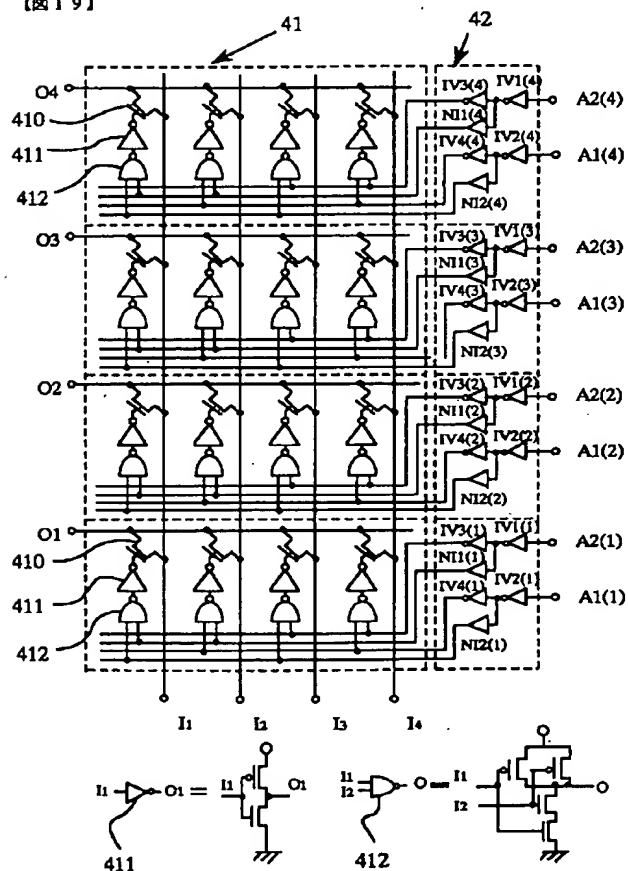 【図19】
41
42
O4
IV3(4)
IV1(4)
A2(4)
410
NI1(4)
411
IV4(4)
IV2(4)
A1(4)
412
NI2(4)
O3
IV3(3)
IV1(3)
A2(3)
NI1(3)
IV4(3)
IV2(3)
A1(3)
NI2(3)
O2
IV3(2)
IV1(2)
A2(2)
NI1(2)
IV4(2)
IV2(2)
A1(2)
NI2(2)
O1
IV3(1)
IV1(1)
A2(1)
410
NI1(1)
411
IV4(1)
IV2(1)
A1(1)
412
NI2(1)
I1 I2 I3 I4
I1 O1 = I1 O1
I1 I2 O = I1 I2 O
411
412